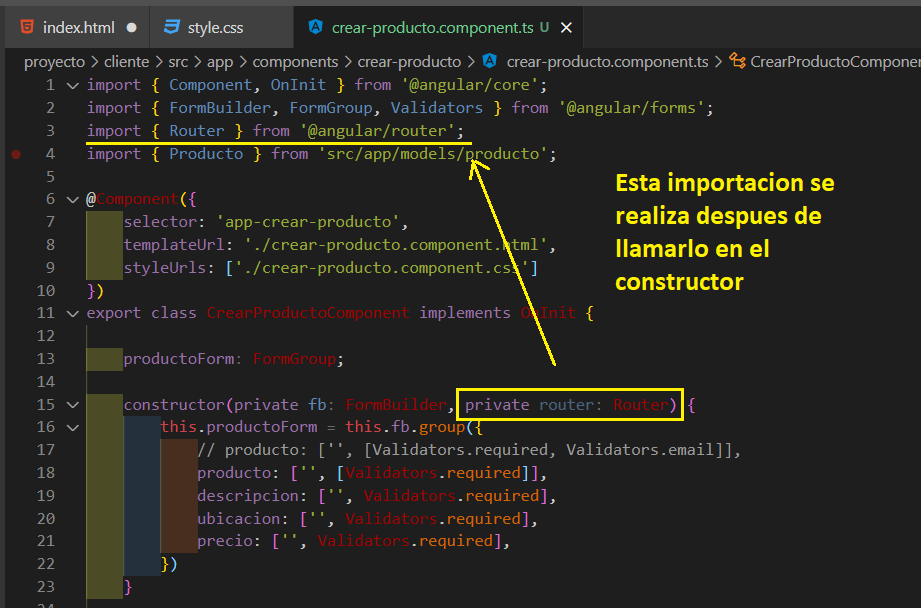 index.html ● style.css crear-producto.component.ts U ×
proyecto > cliente > src > app > components > crear-producto > crear-producto.component.ts > CrearProductoComponen
1 import { Component, OnInit } from '@angular/core';
2 import { FormBuilder, FormGroup, Validators } from '@angular/forms';
3 import { Router } from '@angular/router';
4 import { Producto } from 'src/app/models/producto';
5
6 @Component({
7 selector: 'app-crear-producto',
8 templateUrl: './crear-producto.component.html',
9 styleUrls: ['./crear-producto.component.css']
10 })
11 export class CrearProductoComponent implements OnInit {
12
13 productoForm: FormGroup;
14
15 constructor(private fb: FormBuilder, private router: Router) {
16 this.productoForm = this.fb.group({
17 // producto: ['', [Validators.required, Validators.email]],
18 producto: ['', [Validators.required]],
19 descripcion: ['', Validators.required],
20 ubicacion: ['', Validators.required],
21 precio: ['', Validators.required],
22 })
23 }
24
Esta importacion se
realiza despues de
llamarlo en el
constructor